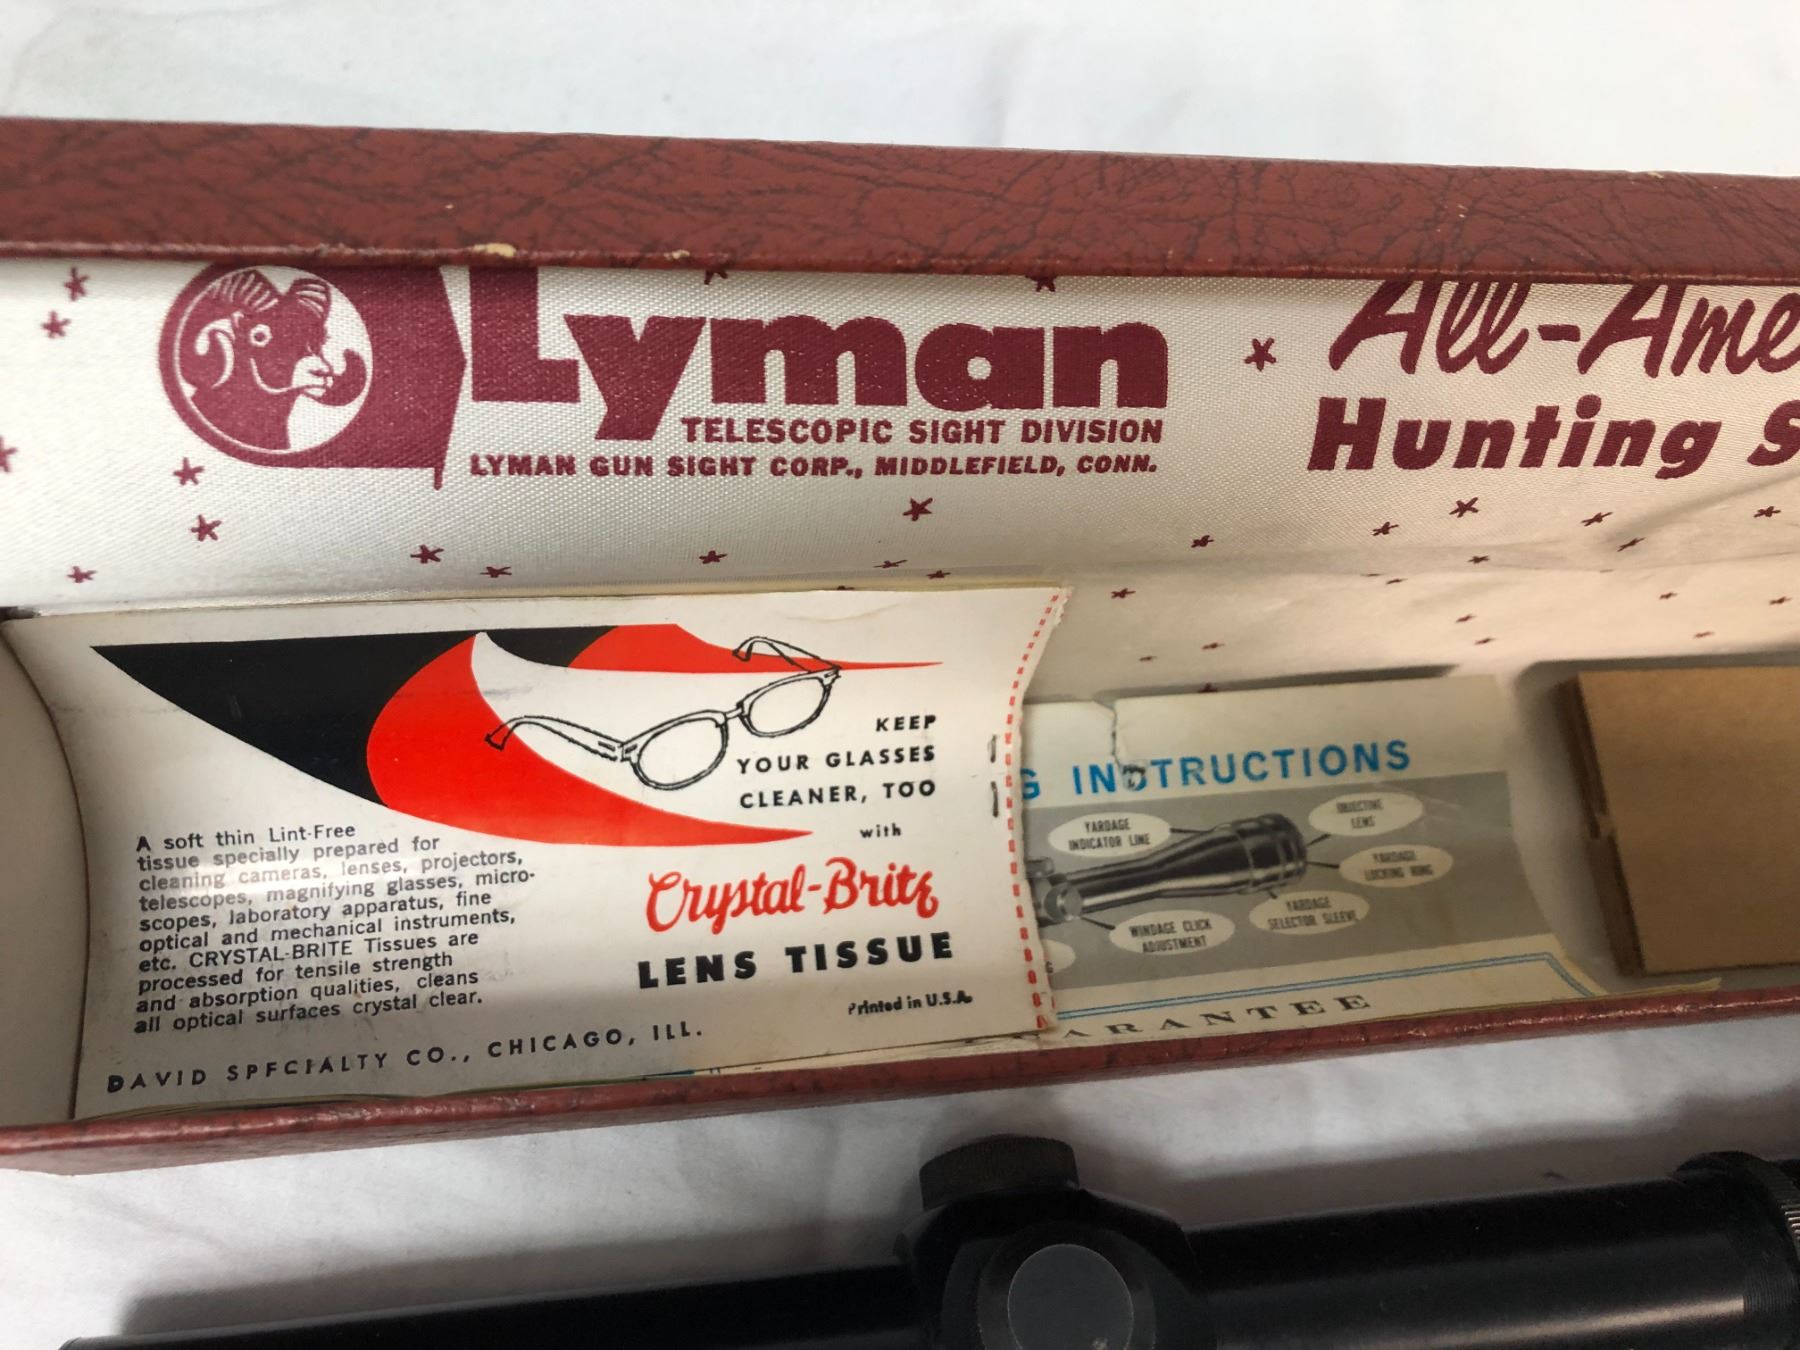 Lyman
TELESCOPIC SIGHT DIVISION
LYMAN GUN SIGHT CORP., MIDDLEFIELD, CONN.
All-Ame
Hunting S
KEEP
YOUR GLASSES
CLEANER, TOO
with
Crystal-Brite
LENS TISSUE
Printed in U.S.A.
A soft thin Lint-Free
tissue specially prepared for
cleaning cameras, lenses, projectors,
telescopes, magnifying glasses, micro-
scopes, laboratory apparatus, fine
optical and mechanical instruments,
etc. CRYSTAL-BRITE Tissues are
processed for tensile strength
and absorption qualities, cleans
all optical surfaces crystal clear.
DAVID SPECIALTY CO., CHICAGO, ILL.
G INSTRUCTIONS
YARDAGE
INDICATOR LINE
OBJECTIVE
LENS
YARDAGE
LOCKING RING
YARDAGE
SELECTOR SLEEVE
WINDAGE CLICK
ADJUSTMENT
G
ARANTEE